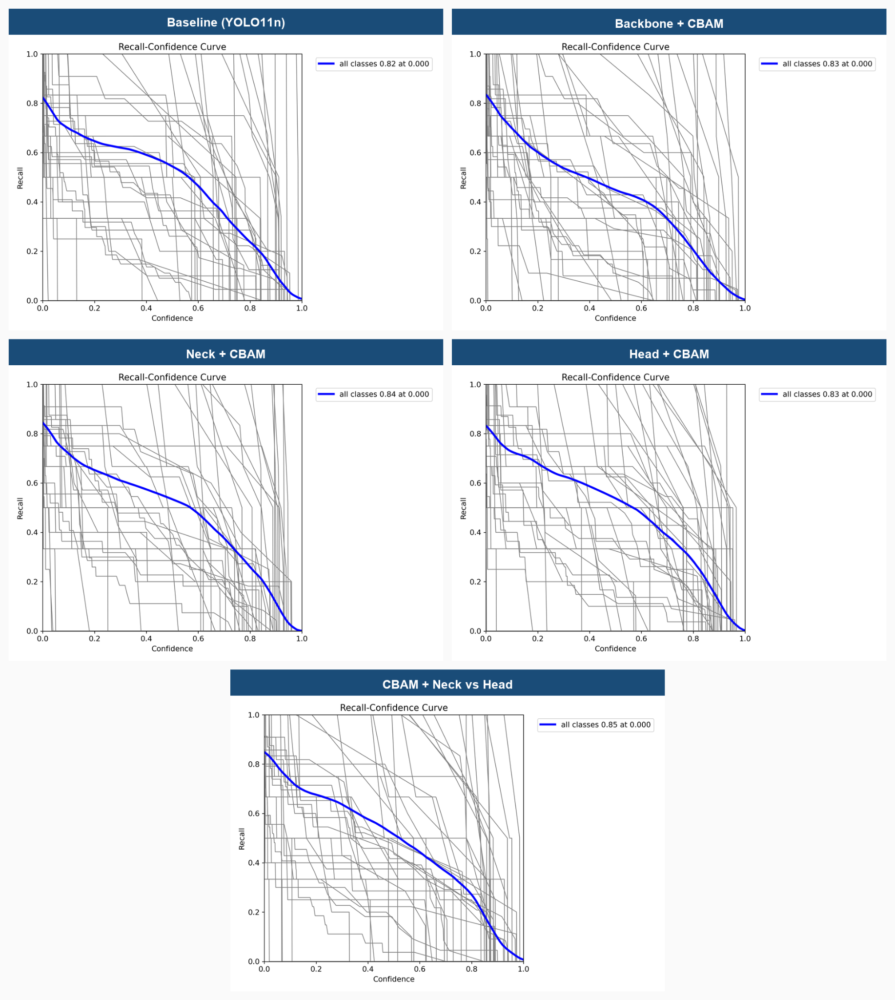 Baseline (YOLO11n)
Recall-Confidence Curve
1.0
0.8
0.6
0.4
0.2
0.0
Recall
0.0 0.2 0.4 0.6 0.8 1.0
Confidence
all classes 0.82 at 0.000
Backbone + CBAM
Recall-Confidence Curve
1.0
0.8
0.6
0.4
0.2
0.0
Recall
0.0 0.2 0.4 0.6 0.8 1.0
Confidence
all classes 0.83 at 0.000
Neck + CBAM
Recall-Confidence Curve
1.0
0.8
0.6
0.4
0.2
0.0
Recall
0.0 0.2 0.4 0.6 0.8 1.0
Confidence
all classes 0.84 at 0.000
Head + CBAM
Recall-Confidence Curve
1.0
0.8
0.6
0.4
0.2
0.0
Recall
0.0 0.2 0.4 0.6 0.8 1.0
Confidence
all classes 0.83 at 0.000
CBAM + Neck vs Head
Recall-Confidence Curve
1.0
0.8
0.6
0.4
0.2
0.0
Recall
0.0 0.2 0.4 0.6 0.8 1.0
Confidence
all classes 0.85 at 0.000